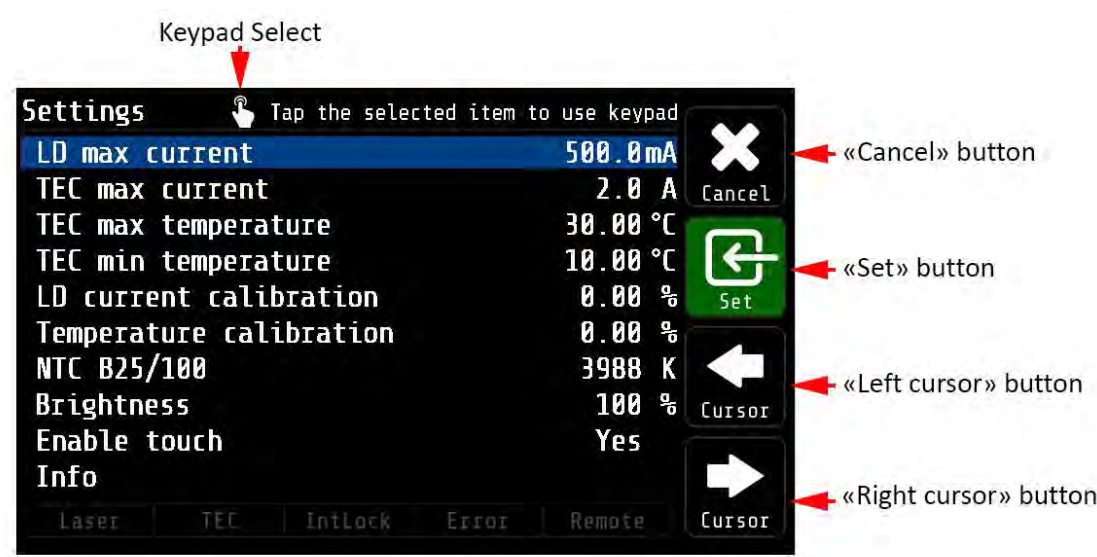 Keypad Select
Settings Tap the selected item to use keypad
LD max current 500.0mA
TEC max current 2.0 A
TEC max temperature 30.00 °C
TEC min temperature 10.00 °C
LD current calibration 0.00 %
Temperature calibration 0.00 %
NTC B25/100 3988 K
Brightness 100 %
Enable touch Yes
Info
Laser TEC IntLock Error Remote
Cancel
Set
Cursor
Cursor
«Cancel» button
«Set» button
«Left cursor» button
«Right cursor» button